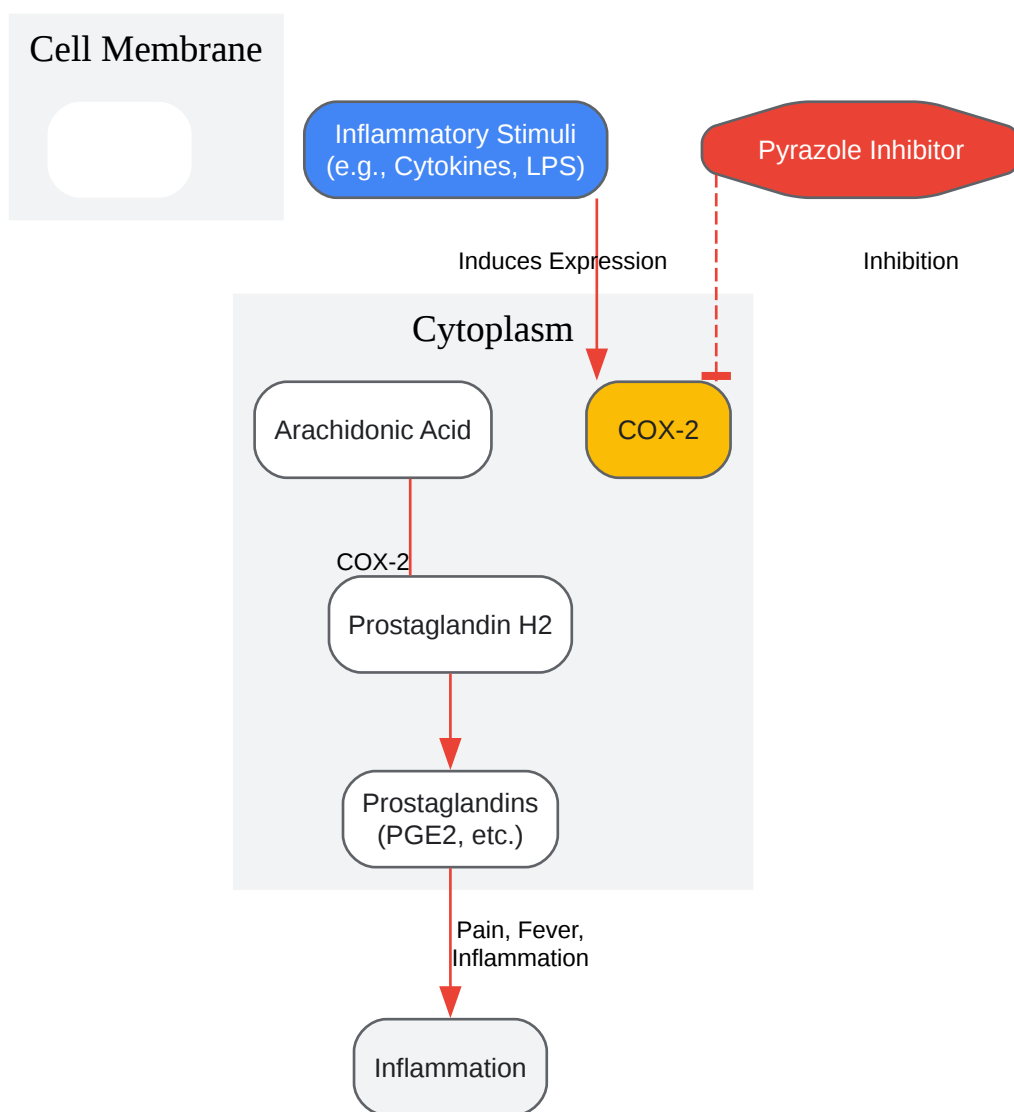 Cell Membrane
Inflammatory Stimuli
(e.g., Cytokines, LPS)
Pyrazole Inhibitor
Induces Expression
Inhibition
Cytoplasm
Arachidonic Acid
COX-2
COX-2
Prostaglandin H2
Prostaglandins
(PGE2, etc.)
Pain, Fever,
Inflammation
Inflammation